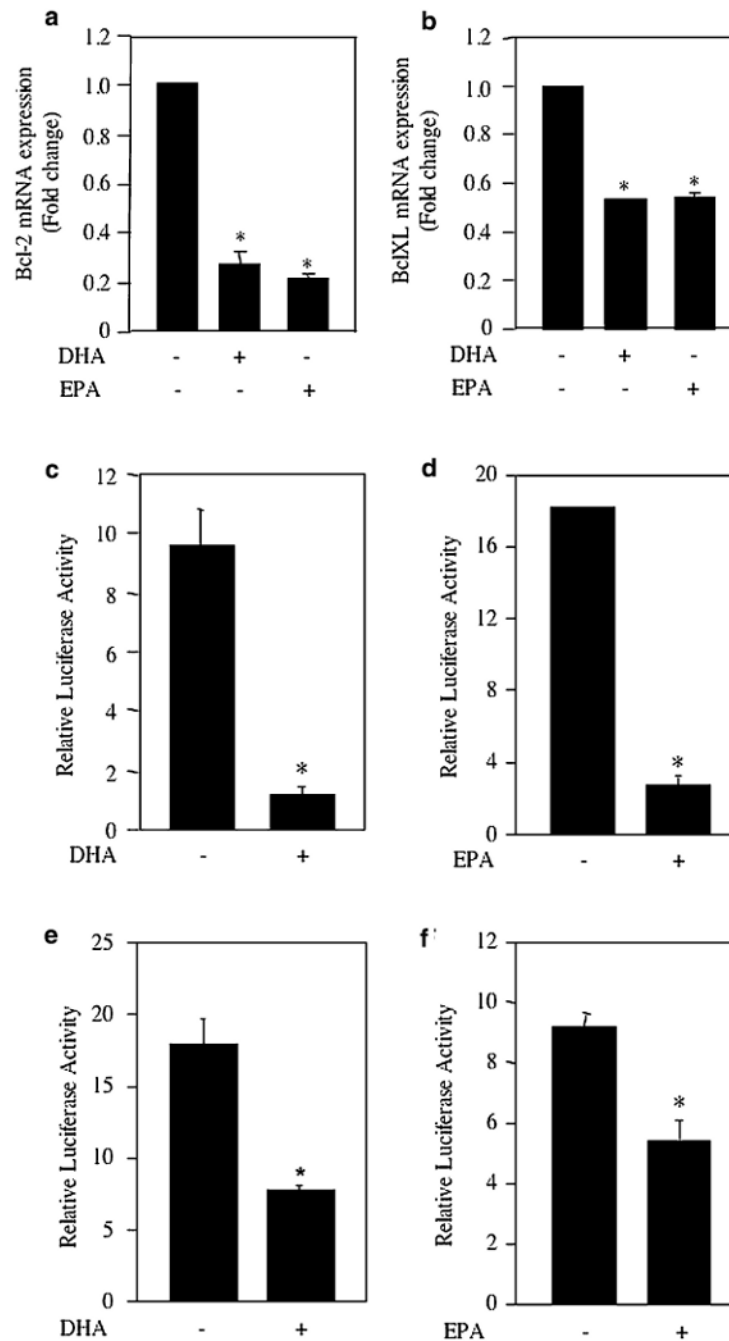 a
Bcl-2 mRNA expression
(Fold change)
1.2
1.0
0.8
0.6
0.4
0.2
0
*
*
DHA - + -
EPA - - +
b
BclXL mRNA expression
(Fold change)
1.2
1.0
0.8
0.6
0.4
0.2
0
*
*
DHA - + -
EPA - - +
c
Relative Luciferase Activity
12
10
8
6
4
2
0
*
DHA - +
d
Relative Luciferase Activity
20
16
12
8
4
0
*
EPA - +
e
Relative Luciferase Activity
25
20
15
10
5
0
*
DHA - +
f
Relative Luciferase Activity
12
10
8
6
4
2
0
*
EPA - +